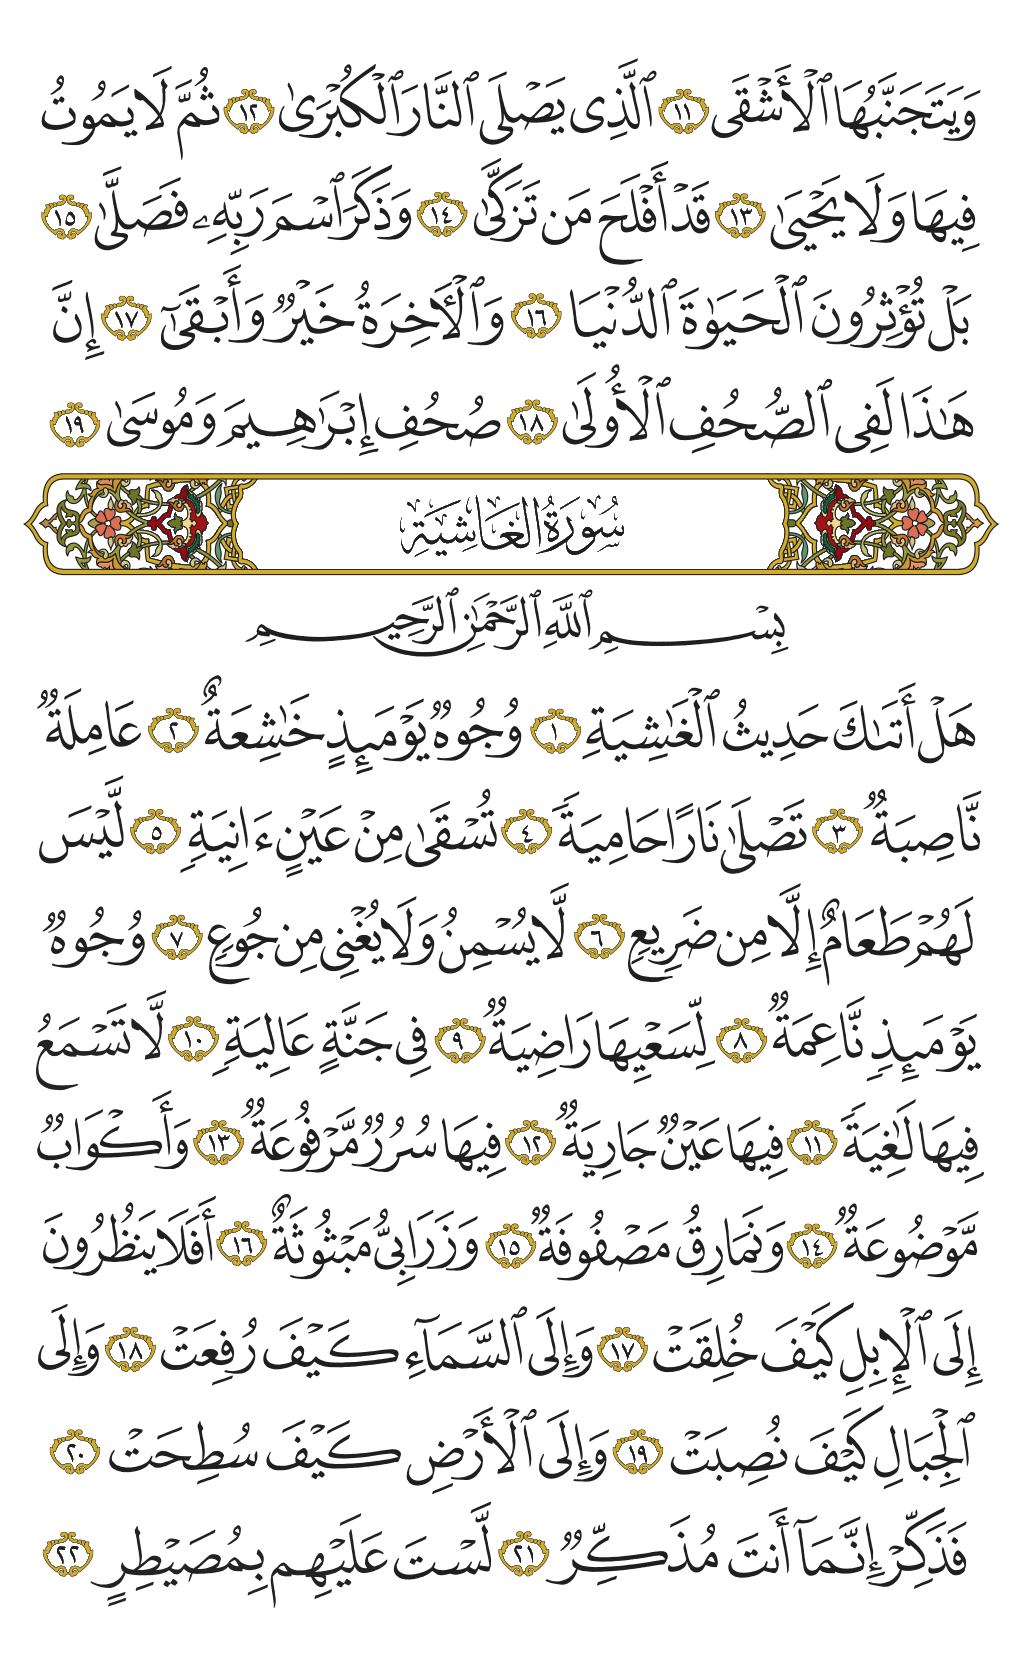 وَيَتَجَنَّبُهَا ٱلۡأَشۡقَى ١١ ٱلَّذِى يَصۡلَى ٱلنَّارَ ٱلۡكُبۡرَىٰ ١٢ ثُمَّ لَا يَمُوتُ
فِيهَا وَلَا يَحۡيَىٰ ١٣ قَدۡ أَفۡلَحَ مَن تَزَكَّىٰ ١٤ وَذَكَرَ ٱسۡمَ رَبِّهِۦ فَصَلَّىٰ ١٥
بَلۡ تُؤۡثِرُونَ ٱلۡحَيَوٰةَ ٱلدُّنۡيَا ١٦ وَٱلۡأٓخِرَةُ خَيۡرٌ وَأَبۡقَىٰٓ ١٧ إِنَّ
هَٰذَا لَفِى ٱلصُّحُفِ ٱلۡأُولَىٰ ١٨ صُحُفِ إِبۡرَٰهِيمَ وَمُوسَىٰ ١٩
سُورَةُ الغَاشِيَةِ
بِسۡمِ ٱللَّهِ ٱلرَّحۡمَٰنِ ٱلرَّحِيمِ
هَلۡ أَتَىٰكَ حَدِيثُ ٱلۡغَٰشِيَةِ ١ وُجُوهٌ يَوۡمَئِذٍ خَٰشِعَةٌ ٢ عَامِلَةٌ
نَّاصِبَةٌ ٣ تَصۡلَىٰ نَارًا حَامِيَةً ٤ تُسۡقَىٰ مِنۡ عَيۡنٍ ءَانِيَةٍ ٥ لَّيۡسَ
لَهُمۡ طَعَامٌ إِلَّا مِن ضَرِيعٍ ٦ لَّا يُسۡمِنُ وَلَا يُغۡنِى مِن جُوعٍ ٧ وُجُوهٌ
يَوۡمَئِذٍ نَّاعِمَةٌ ٨ لِّسَعۡيِهَا رَاضِيَةٌ ٩ فِى جَنَّةٍ عَالِيَةٍ ١٠ لَّا تَسۡمَعُ
فِيهَا لَٰغِيَةً ١١ فِيهَا عَيۡنٌ جَارِيَةٌ ١٢ فِيهَا سُرُرٌ مَّرۡفُوعَةٌ ١٣ وَأَكۡوَابٌ
مَّوۡضُوعَةٌ ١٤ وَنَمَارِقُ مَصۡفُوفَةٌ ١٥ وَزَرَابِىُّ مَبۡثُوثَةٌ ١٦ أَفَلَا يَنظُرُونَ
إِلَى ٱلۡإِبِلِ كَيۡفَ خُلِقَتۡ ١٧ وَإِلَى ٱلسَّمَآءِ كَيۡفَ رُفِعَتۡ ١٨ وَإِلَى
ٱلۡجِبَالِ كَيۡفَ نُصِبَتۡ ١٩ وَإِلَى ٱلۡأَرۡضِ كَيۡفَ سُطِحَتۡ ٢٠
فَذَكِّرۡ إِنَّمَآ أَنتَ مُذَكِّرٌ ٢١ لَّسۡتَ عَلَيۡهِم بِمُصَيۡطِرٍ ٢٢